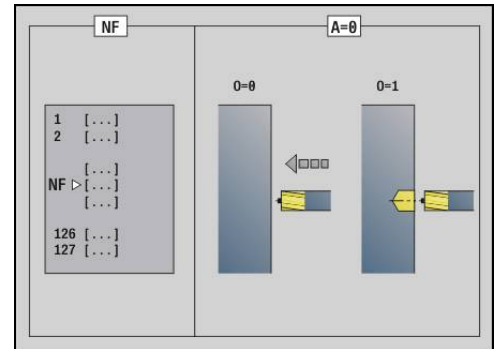 NF
A=0
O=0
O=1
1 [...]
2 [...]
[...]
NF [...]
[...]
126 [...]
127 [...]